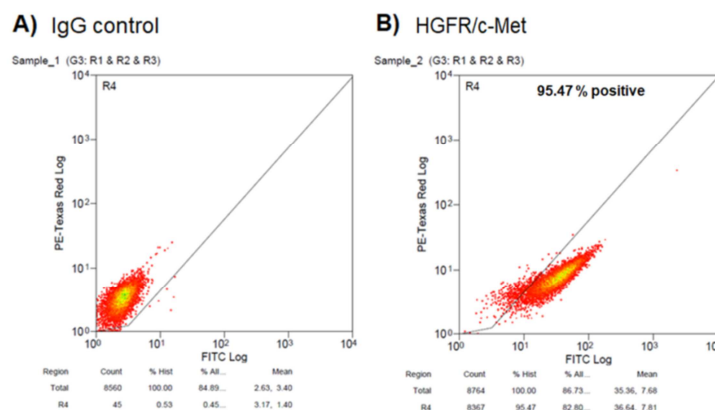 A) IgG control
Sample_1 (G3: R1 & R2 & R3)
R4
PE-Texas Red Log
10⁴
10³
10²
10¹
10⁰
10⁰ 10¹ 10² 10³ 10⁴
FITC Log
Region Count % Hist % All... Mean
Total 8560 100.00 84.89... 2.63, 3.40
R4 45 0.53 0.45... 3.17, 1.40
B) HGFR/c-Met
Sample_2 (G3: R1 & R2 & R3)
R4
95.47 % positive
PE-Texas Red Log
10⁴
10³
10²
10¹
10⁰
10⁰ 10¹ 10² 10³ 10⁴
FITC Log
Region Count % Hist % All... Mean
Total 8764 100.00 86.73... 35.36, 7.68
R4 8367 95.47 82.80... 36.64, 7.81